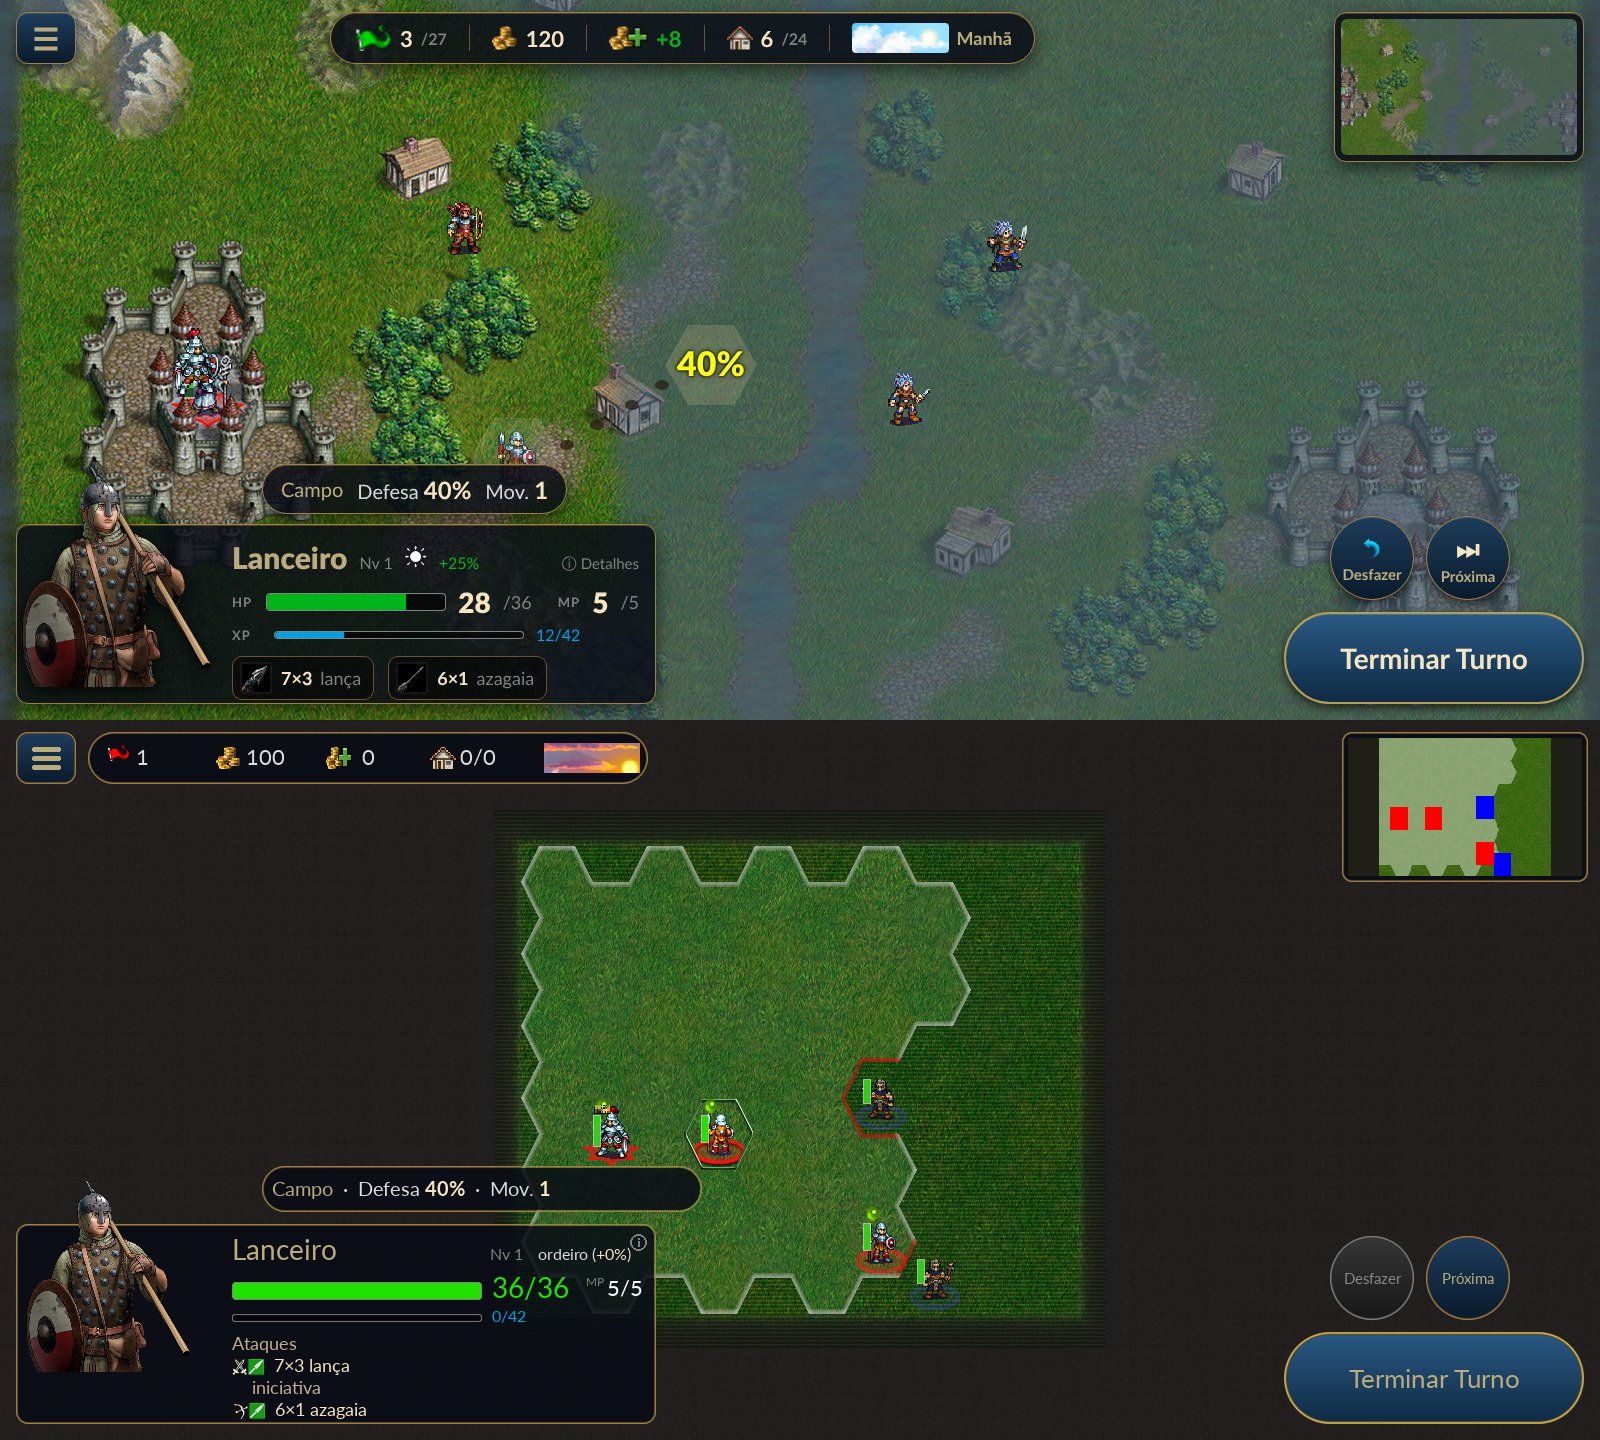 3 /27 120 +8 6 /24 Manhã
40%
Campo Defesa 40% Mov. 1
Lanceiro Nv 1 +25% ⓘ Detalhes
HP 28 /36 MP 5 /5
XP 12/42
7×3 lança 6×1 azagaia
Desfazer Próxima
Terminar Turno
1 100 0 0/0
Campo · Defesa 40% · Mov. 1
Lanceiro Nv 1 ordeiro (+0%) ⓘ
36/36 MP 5/5
0/42
Ataques
7×3 lança
iniciativa
6×1 azagaia
Desfazer Próxima
Terminar Turno